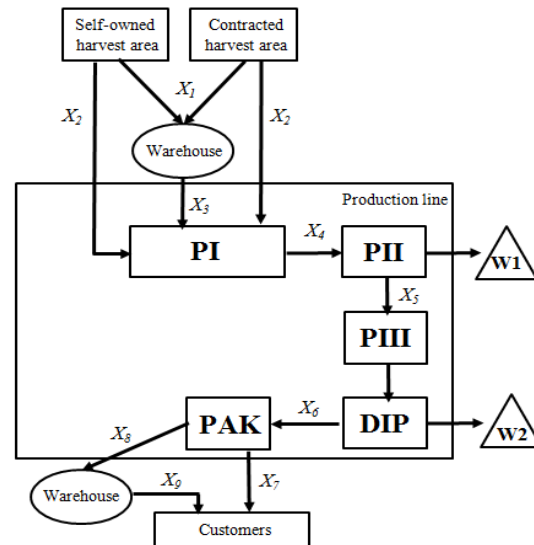 Self-owned
harvest area
Contracted
harvest area
X1
X2
X2
Warehouse
Production line
X3
X4
PI
PII
W1
X5
PIII
X6
PAK
DIP
W2
X8
X9
X7
Warehouse
Customers